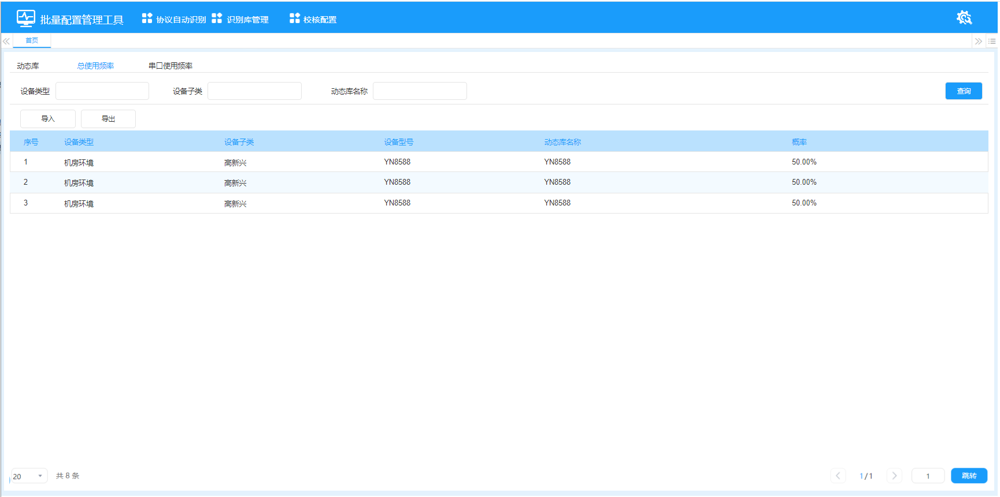 批量配置管理工具 协议自动识别 识别库管理 校核配置
首页
动态库 总使用频率 串口使用频率
设备类型 设备子类 动态库名称 查询
导入 导出
序号 设备类型 设备子类 设备型号 动态库名称 概率
1 机房环境 高新兴 YN8588 YN8588 50.00%
2 机房环境 高新兴 YN8588 YN8588 50.00%
3 机房环境 高新兴 YN8588 YN8588 50.00%
20 共 8 条 1/1 1 跳转